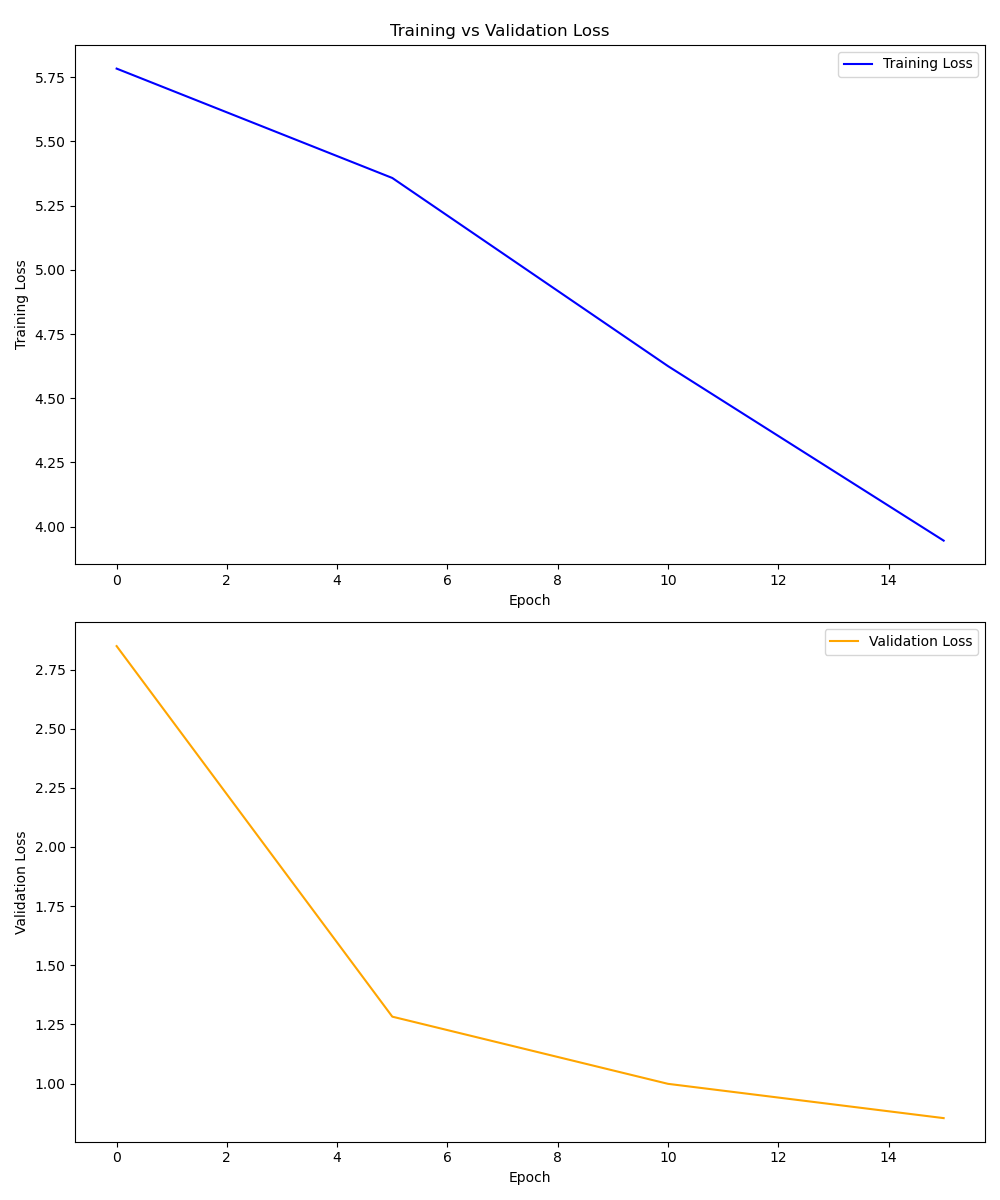 Training vs Validation Loss
Training Loss
5.75
5.50
5.25
5.00
4.75
4.50
4.25
4.00
Training Loss
0 2 4 6 8 10 12 14
Epoch
Validation Loss
2.75
2.50
2.25
2.00
1.75
1.50
1.25
1.00
Validation Loss
0 2 4 6 8 10 12 14
Epoch